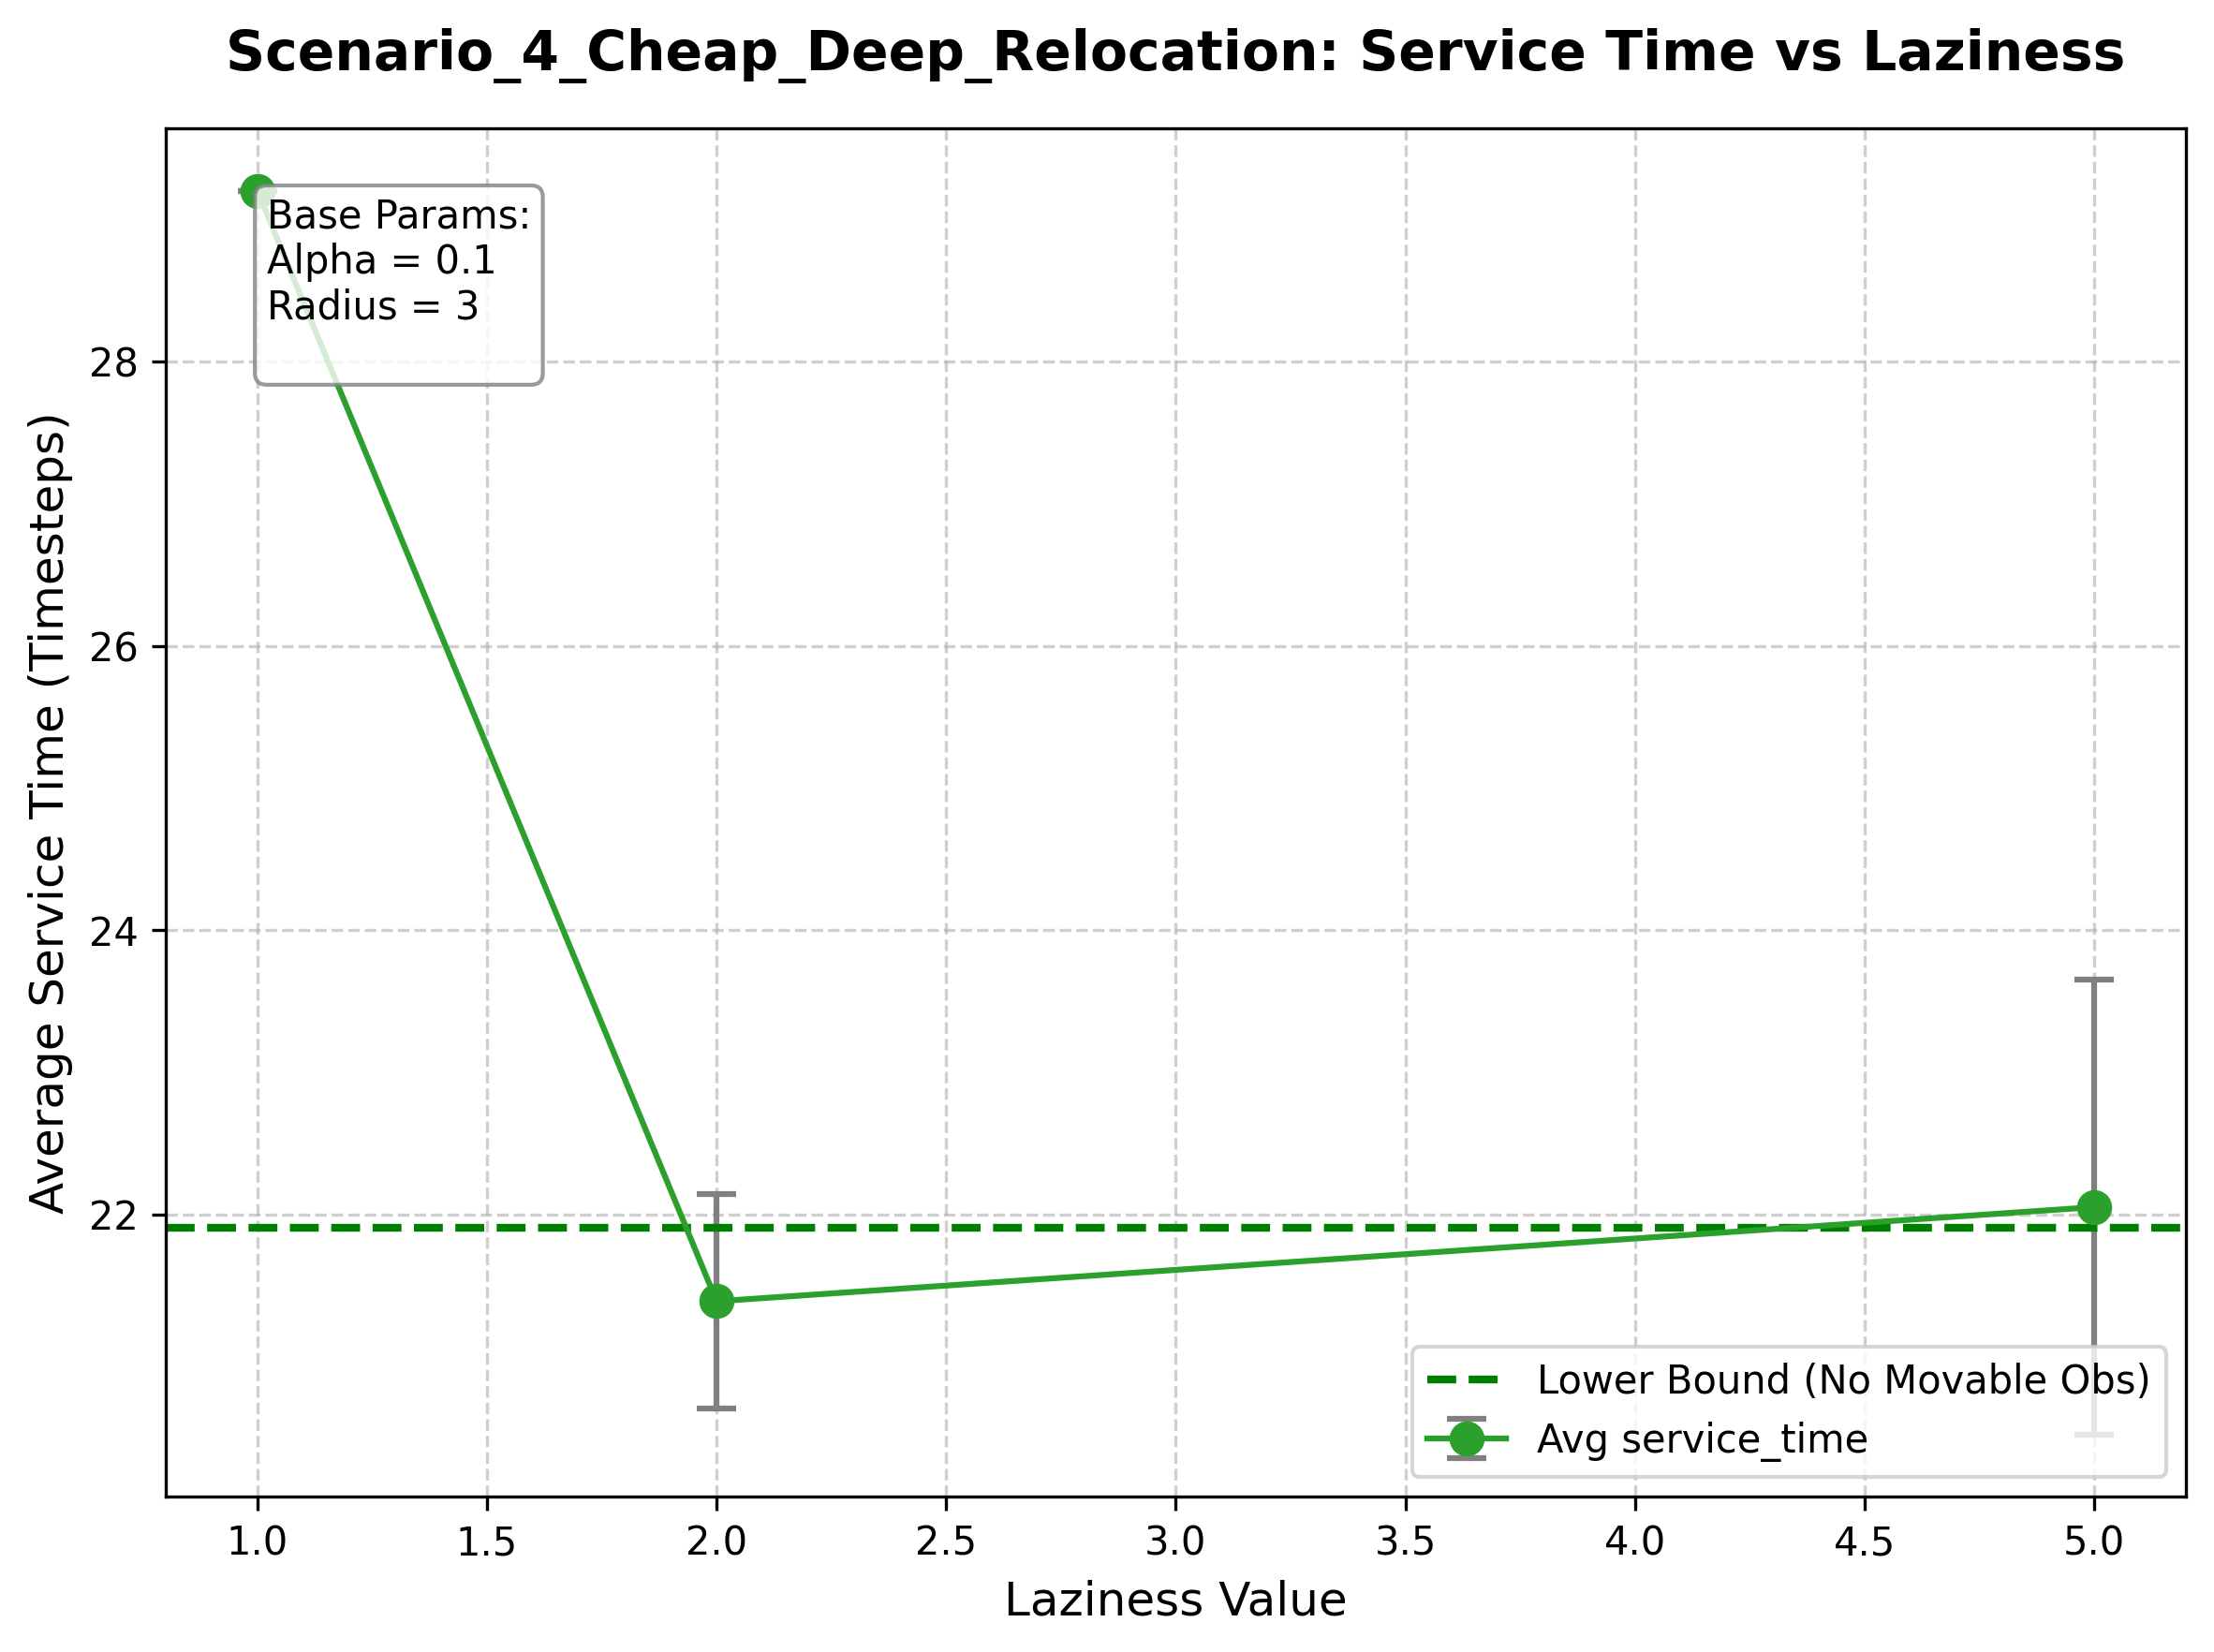 Scenario_4_Cheap_Deep_Relocation: Service Time vs Laziness
Base Params:
Alpha = 0.1
Radius = 3
28
26
24
22
Average Service Time (Timesteps)
Lower Bound (No Movable Obs)
Avg service_time
1.0 1.5 2.0 2.5 3.0 3.5 4.0 4.5 5.0
Laziness Value